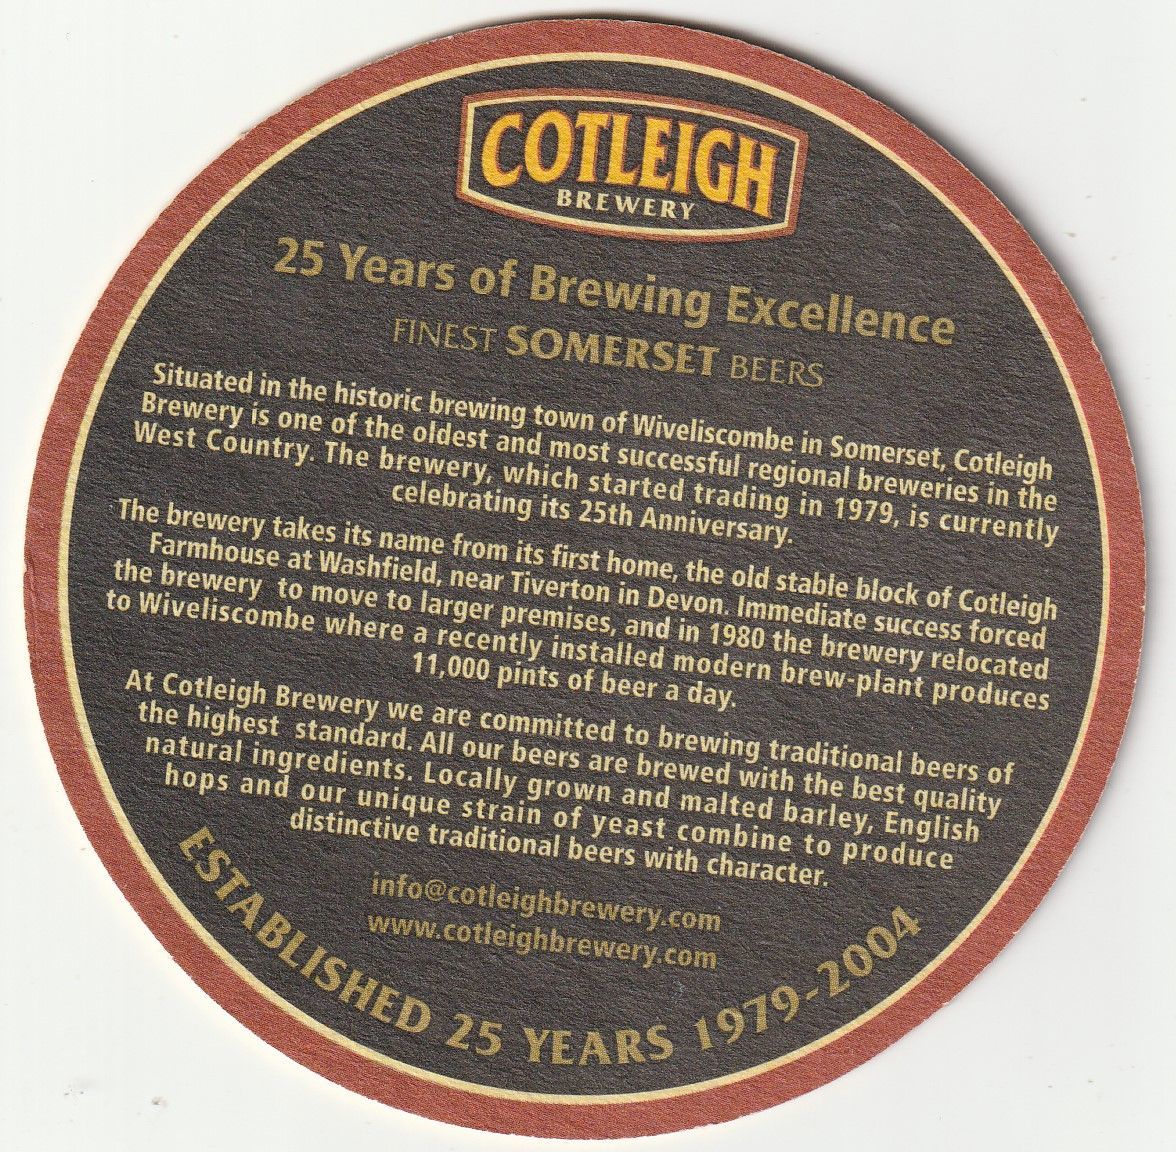 COTLEIGH
BREWERY
25 Years of Brewing Excellence
FINEST SOMERSET BEERS
Situated in the historic brewing town of Wiveliscombe in Somerset, Cotleigh
Brewery is one of the oldest and most successful regional breweries in the
West Country. The brewery, which started trading in 1979, is currently
celebrating its 25th Anniversary.
The brewery takes its name from its first home, the old stable block of Cotleigh
Farmhouse at Washfield, near Tiverton in Devon. Immediate success forced
the brewery to move to larger premises, and in 1980 the brewery relocated
to Wiveliscombe where a recently installed modern brew-plant produces
11,000 pints of beer a day.
At Cotleigh Brewery we are committed to brewing traditional beers of
the highest standard. All our beers are brewed with the best quality
natural ingredients. Locally grown and malted barley, English
hops and our unique strain of yeast combine to produce
distinctive traditional beers with character.
info@cotleighbrewery.com
www.cotleighbrewery.com
ESTABLISHED 25 YEARS 1979-2004